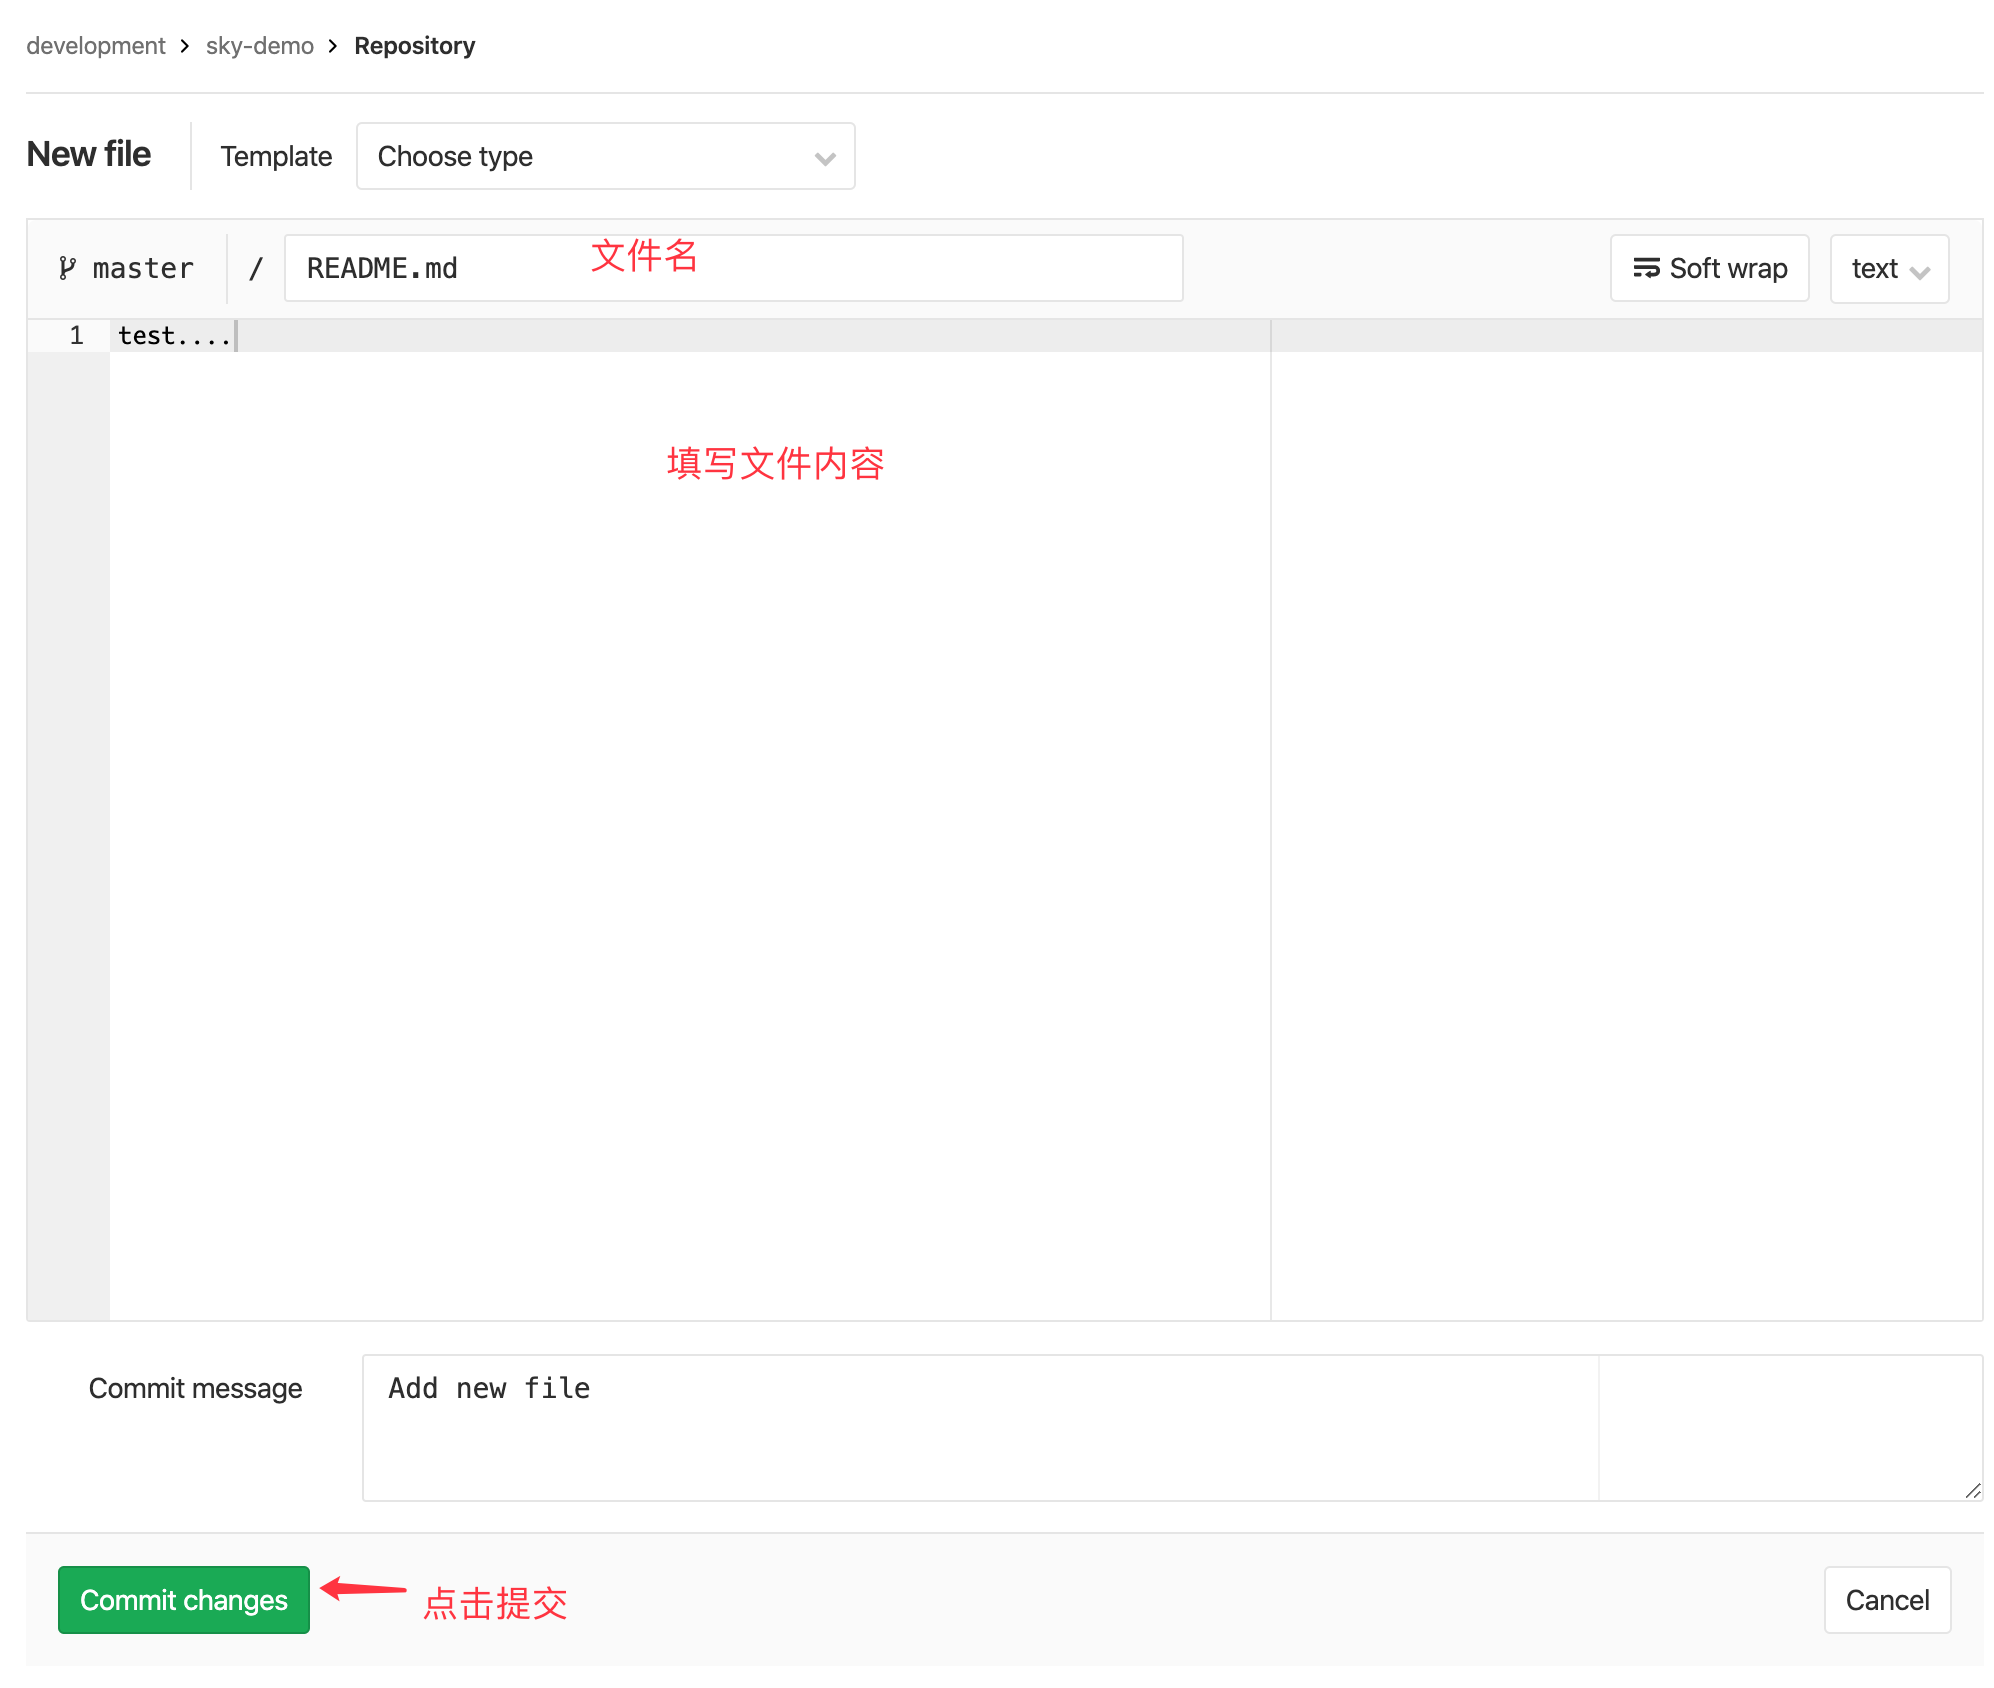 development > sky-demo > Repository
New file Template Choose type
master / README.md 文件名 Soft wrap text
1 test....
填写文件内容
Commit message Add new file
Commit changes 点击提交 Cancel